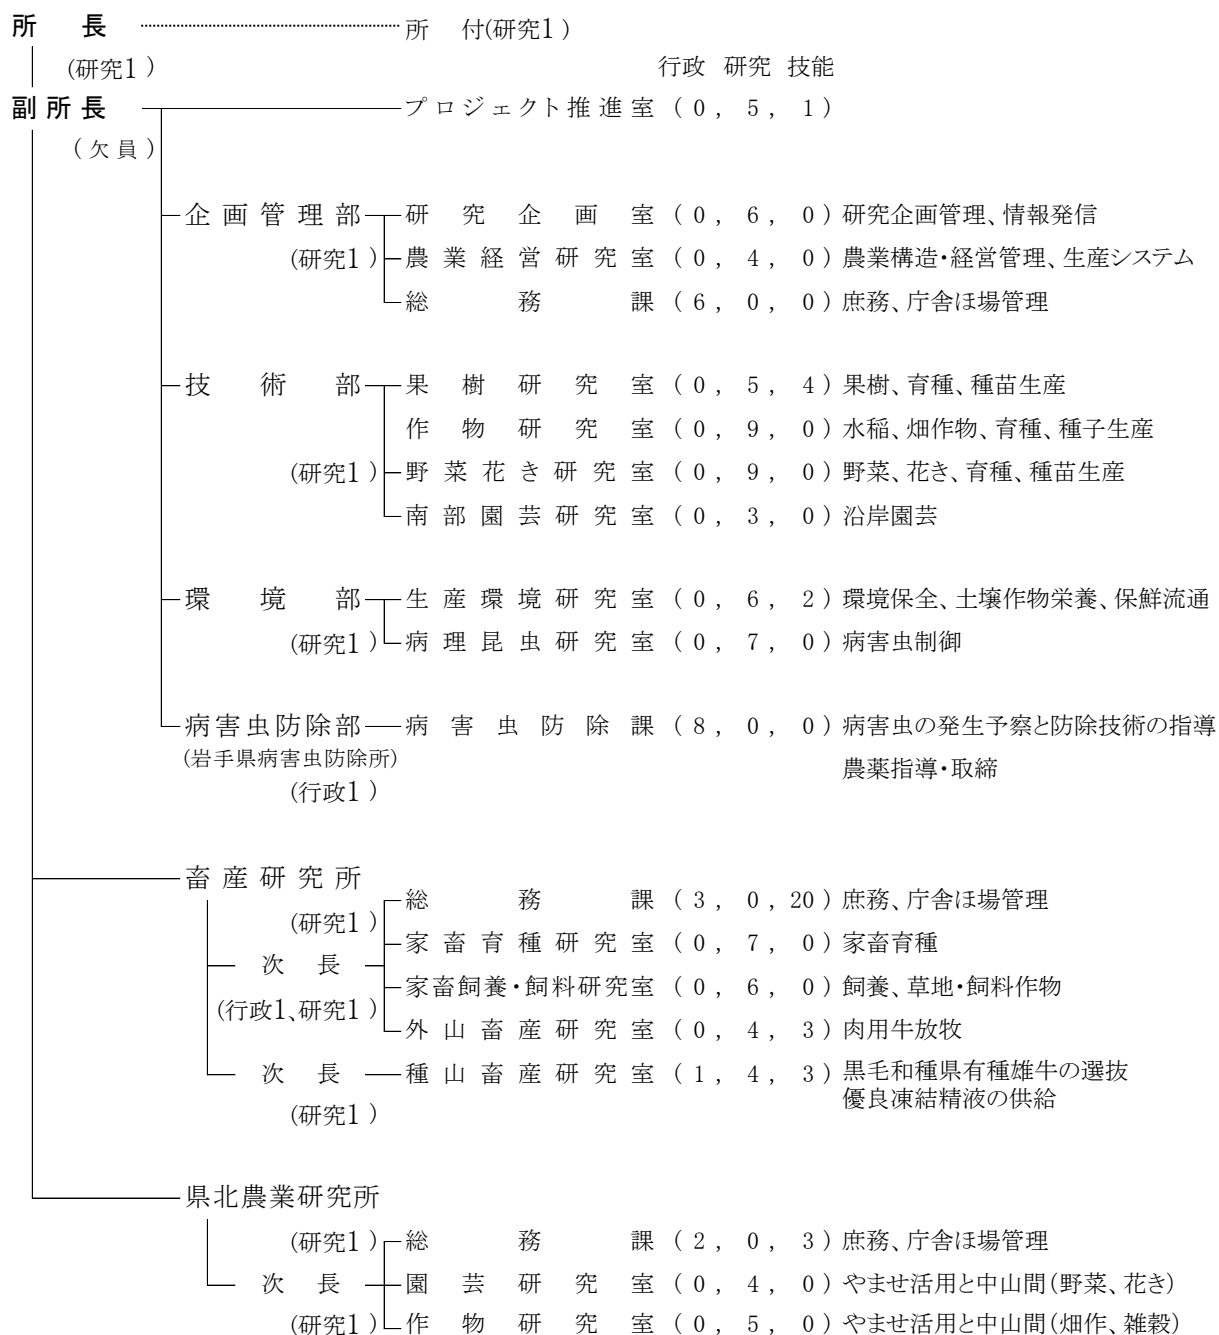 所長 所付(研究1)
(研究1)
行政 研究 技能
副所長 プロジェクト推進室(0,5,1)
(欠員)
企画管理部 研究企画室(0,6,0)研究企画管理、情報発信
(研究1) 農業経営研究室(0,4,0)農業構造・経営管理、生産システム
総務課(6,0,0)庶務、庁舎ほ場管理
技術部 果樹研究室(0,5,4)果樹、育種、種苗生産
作物研究室(0,9,0)水稲、畑作物、育種、種子生産
(研究1) 野菜花き研究室(0,9,0)野菜、花き、育種、種苗生産
南部園芸研究室(0,3,0)沿岸園芸
環境部 生産環境研究室(0,6,2)環境保全、土壌作物栄養、保鮮流通
(研究1) 病理昆虫研究室(0,7,0)病害虫制御
病害虫防除部 病害虫防除課(8,0,0)病害虫の発生予察と防除技術の指導
(岩手県病害虫防除所)
農薬指導・取締
(行政1)
畜産研究所
総務課(3,0,20)庶務、庁舎ほ場管理
(研究1)
家畜育種研究室(0,7,0)家畜育種
次長
家畜飼養・飼料研究室(0,6,0)飼養、草地・飼料作物
(行政1、研究1)
外山畜産研究室(0,4,3)肉用牛放牧
次長 種山畜産研究室(1,4,3)黒毛和種県有種雄牛の選抜
優良凍結精液の供給
(研究1)
県北農業研究所
(研究1) 総務課(2,0,3)庶務、庁舎ほ場管理
次長 園芸研究室(0,4,0)やませ活用と中山間(野菜、花き)
(研究1) 作物研究室(0,5,0)やませ活用と中山間(畑作、雑穀)